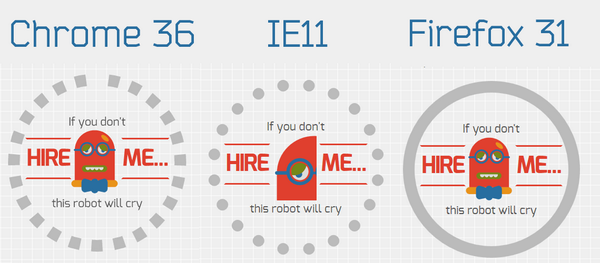 Chrome 36
IE11
Firefox 31
If you don't
HIRE ME...
this robot will cry
If you don't
HIRE ME...
this robot will cry
If you don't
HIRE ME...
this robot will cry